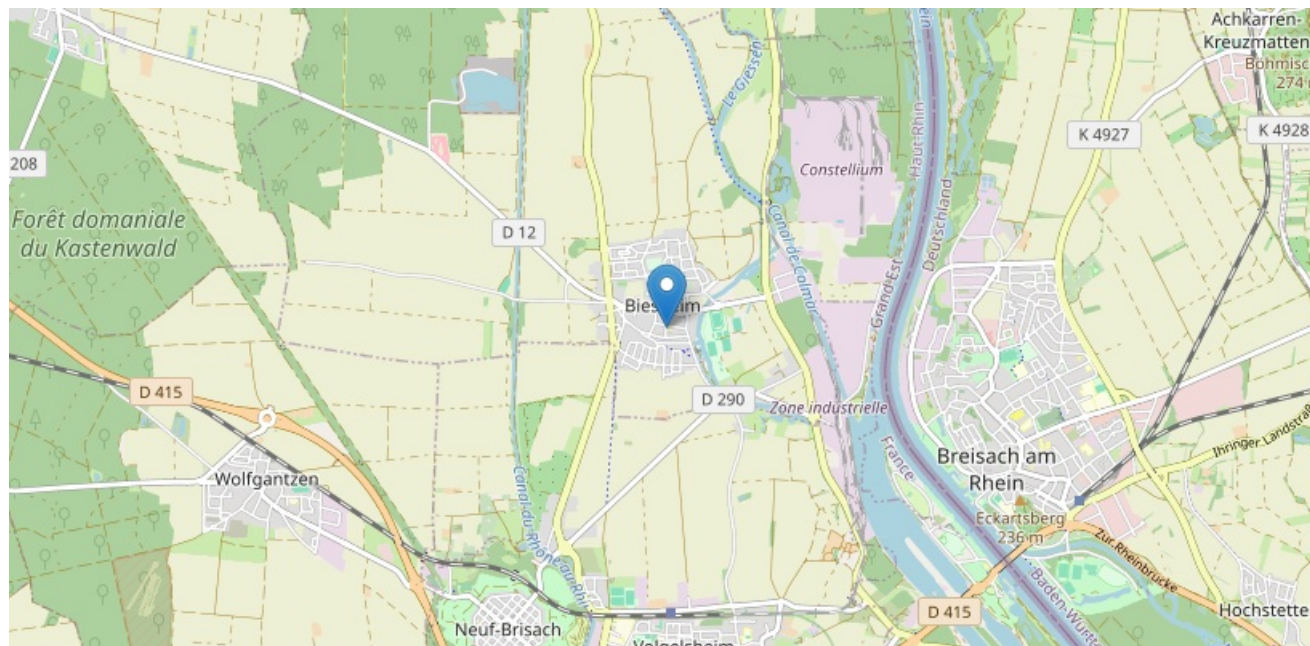 Achkarren-
Kreuzmatten
274
Le Giessen
K 4927
K 4928
208
Constellium
Haut-Rhin
Forêt domaniale
du Kastenwald
D 12
Deutschland
Canal de Colmar
Grand Est
D 415
D 290
Zone industrielle
France
Breisach am
Rhein
Wolfgantzen
Canal du Rhône au Rhin
Eckartsberg
236 m
Zur Rheinbrücke
D 415
Hochstette
Neuf-Brisach